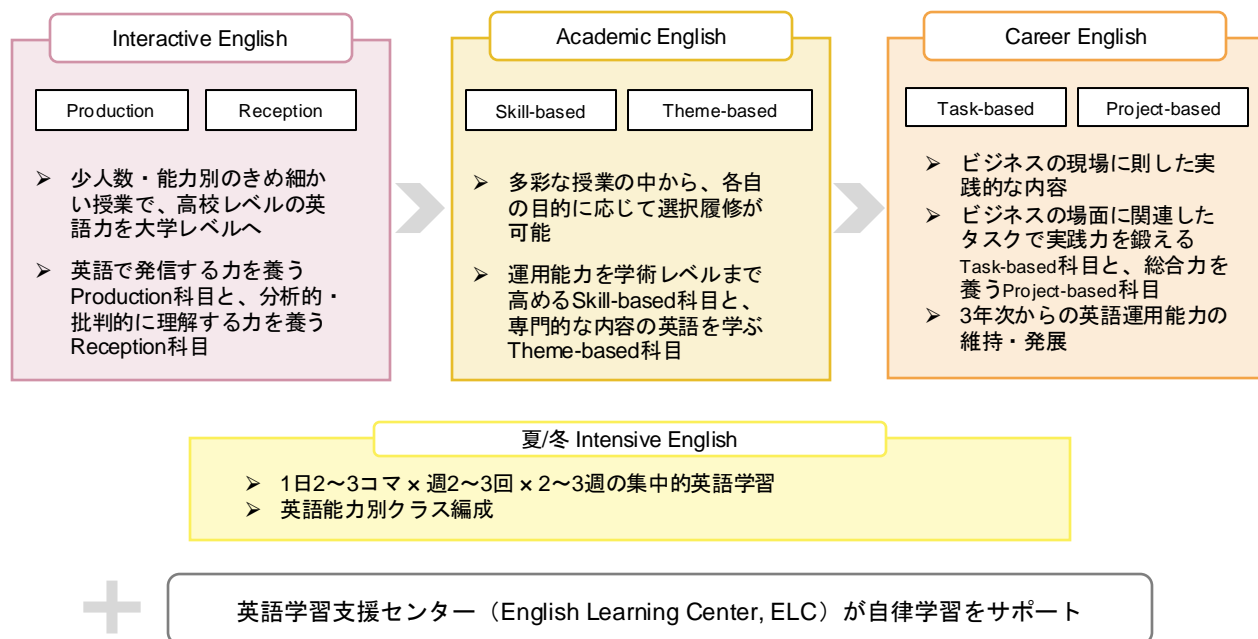 Interactive English
Production
Reception
➢ 少人数・能力別のきめ細か
い授業で、高校レベルの英
語力を大学レベルへ
➢ 英語で発信する力を養う
Production科目と、分析的・
批判的に理解する力を養う
Reception科目
Academic English
Skill-based
Theme-based
➢ 多彩な授業の中から、各自
の目的に応じて選択履修が
可能
➢ 運用能力を学術レベルまで
高めるSkill-based科目と、
専門的な内容の英語を学ぶ
Theme-based科目
Career English
Task-based
Project-based
➢ ビジネスの現場に則した実
践的な内容
➢ ビジネスの場面に関連した
タスクで実践力を鍛える
Task-based科目と、総合力を
養うProject-based科目
➢ 3年次からの英語運用能力の
維持・発展
夏/冬 Intensive English
➢ 1日2～3コマ × 週2～3回 × 2～3週の集中的英語学習
➢ 英語能力別クラス編成
英語学習支援センター（English Learning Center, ELC）が自律学習をサポート